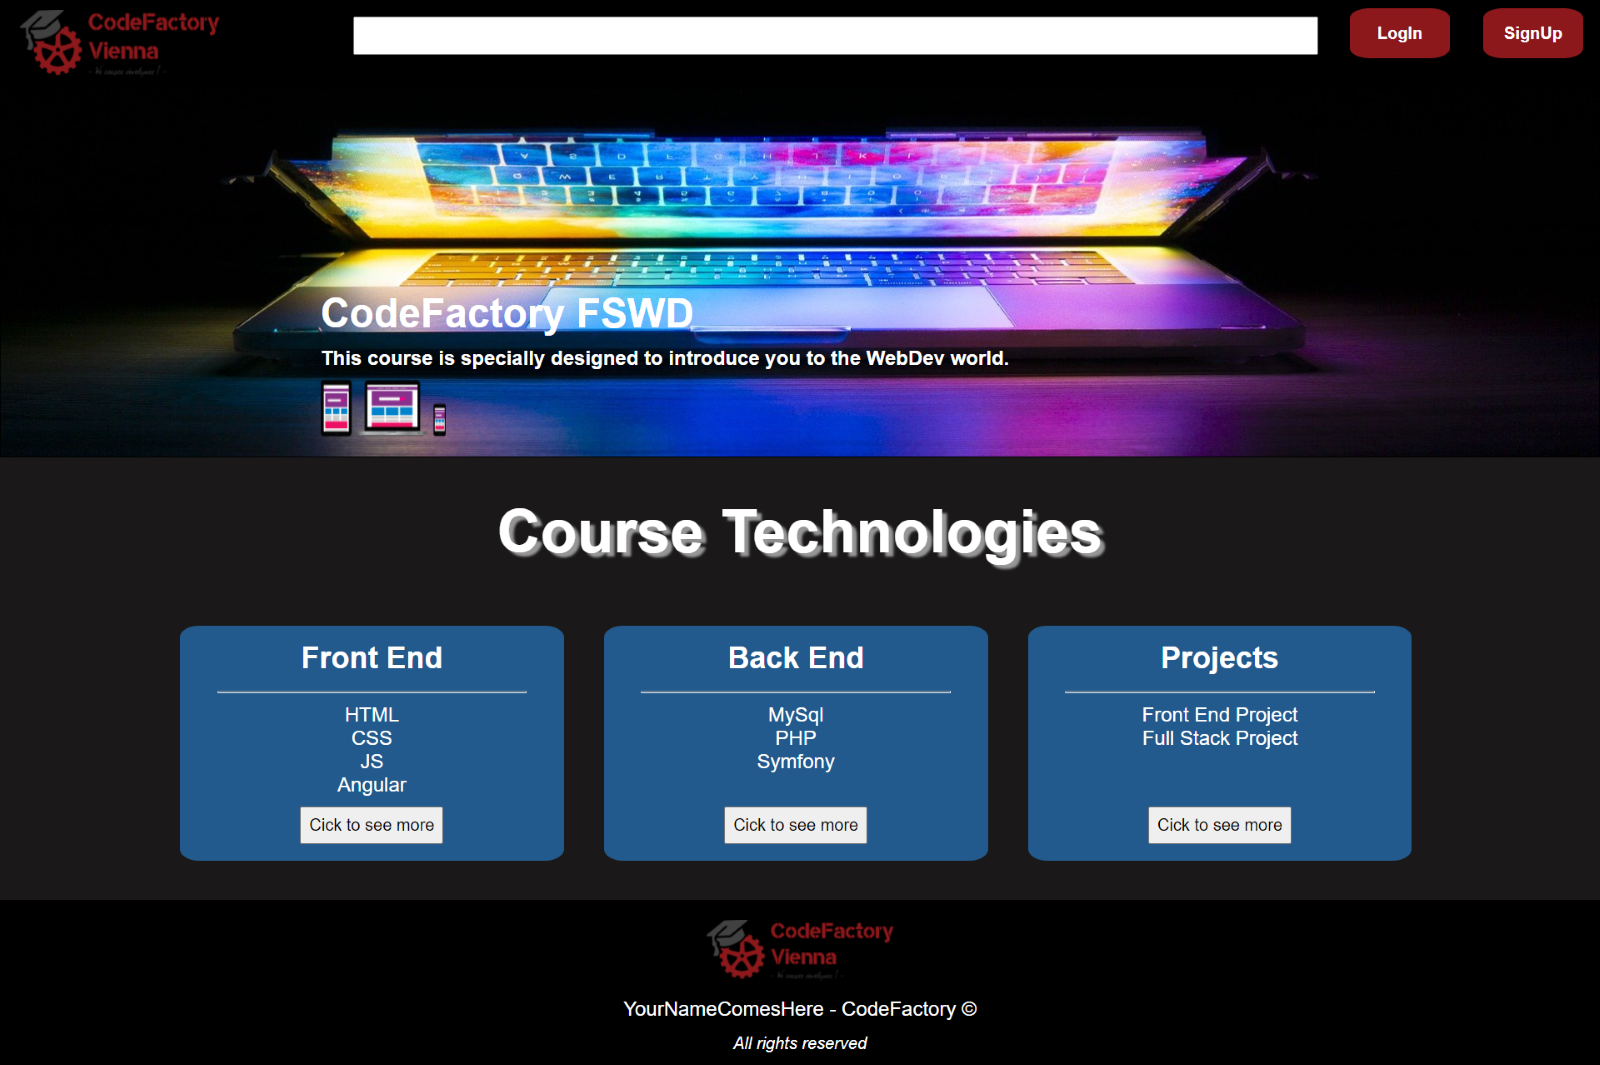 CodeFactory
Vienna
LogIn
SignUp
CodeFactory FSWD
This course is specially designed to introduce you to the WebDev world.
Course Technologies
Front End
HTML
CSS
JS
Angular
Cick to see more
Back End
MySql
PHP
Symfony
Cick to see more
Projects
Front End Project
Full Stack Project
Cick to see more
CodeFactory
Vienna
YourNameComesHere - CodeFactory ©
All rights reserved